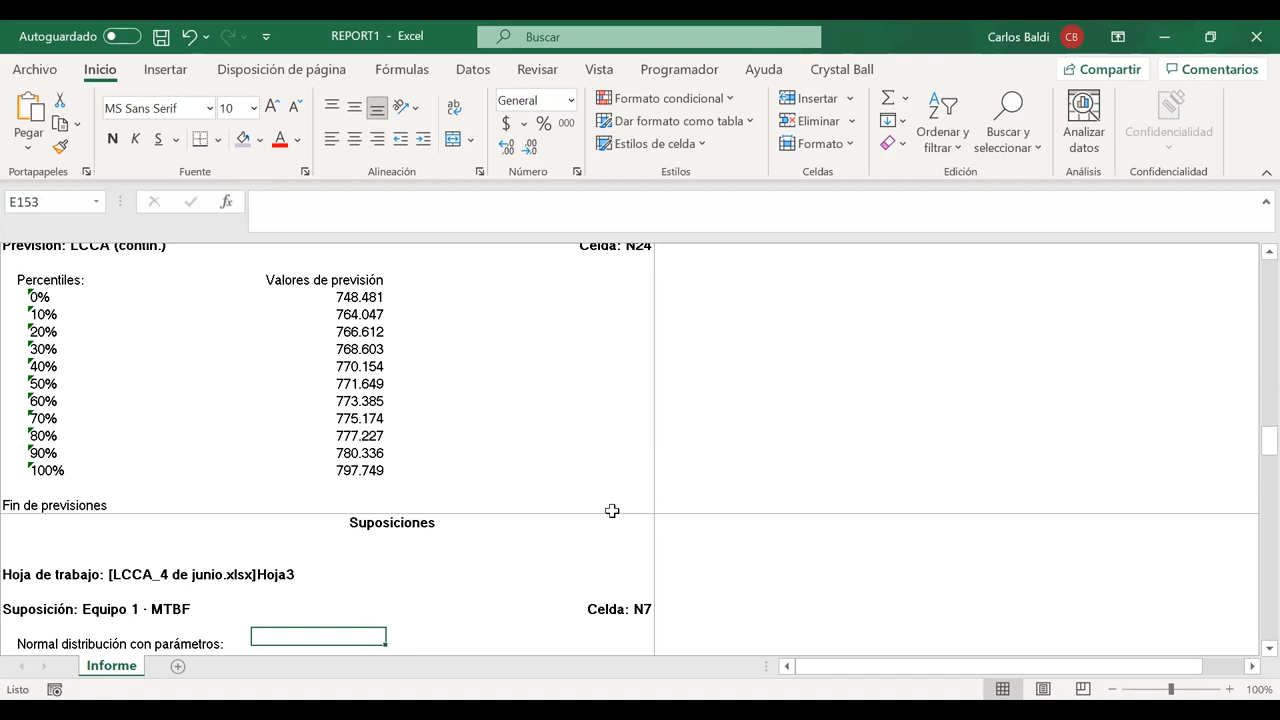 Autoguardado REPORT1 - Excel Buscar Carlos Baldi CB
Archivo Inicio Insertar Disposición de página Fórmulas Datos Revisar Vista Programador Ayuda Crystal Ball Compartir Comentarios
Pegar MS Sans Serif 10 A A ab General Formato condicional Insertar Ordenar y filtrar Buscar y seleccionar Analizar datos Confidencialidad
N K S A $ % 000 Dar formato como tabla Eliminar
Estilos de celda Formato
Portapapeles Fuente Alineación Número Estilos Celdas Edición Análisis Confidencialidad
E153 fx
Previsión: LCCA (contin.) Celda: N24
Percentiles: Valores de previsión
0% 748.481
10% 764.047
20% 766.612
30% 768.603
40% 770.154
50% 771.649
60% 773.385
70% 775.174
80% 777.227
90% 780.336
100% 797.749
Fin de previsiones
Suposiciones
Hoja de trabajo: [LCCA_4 de junio.xlsx]Hoja3
Suposición: Equipo 1 - MTBF Celda: N7
Normal distribución con parámetros:
Informe
Listo 100%